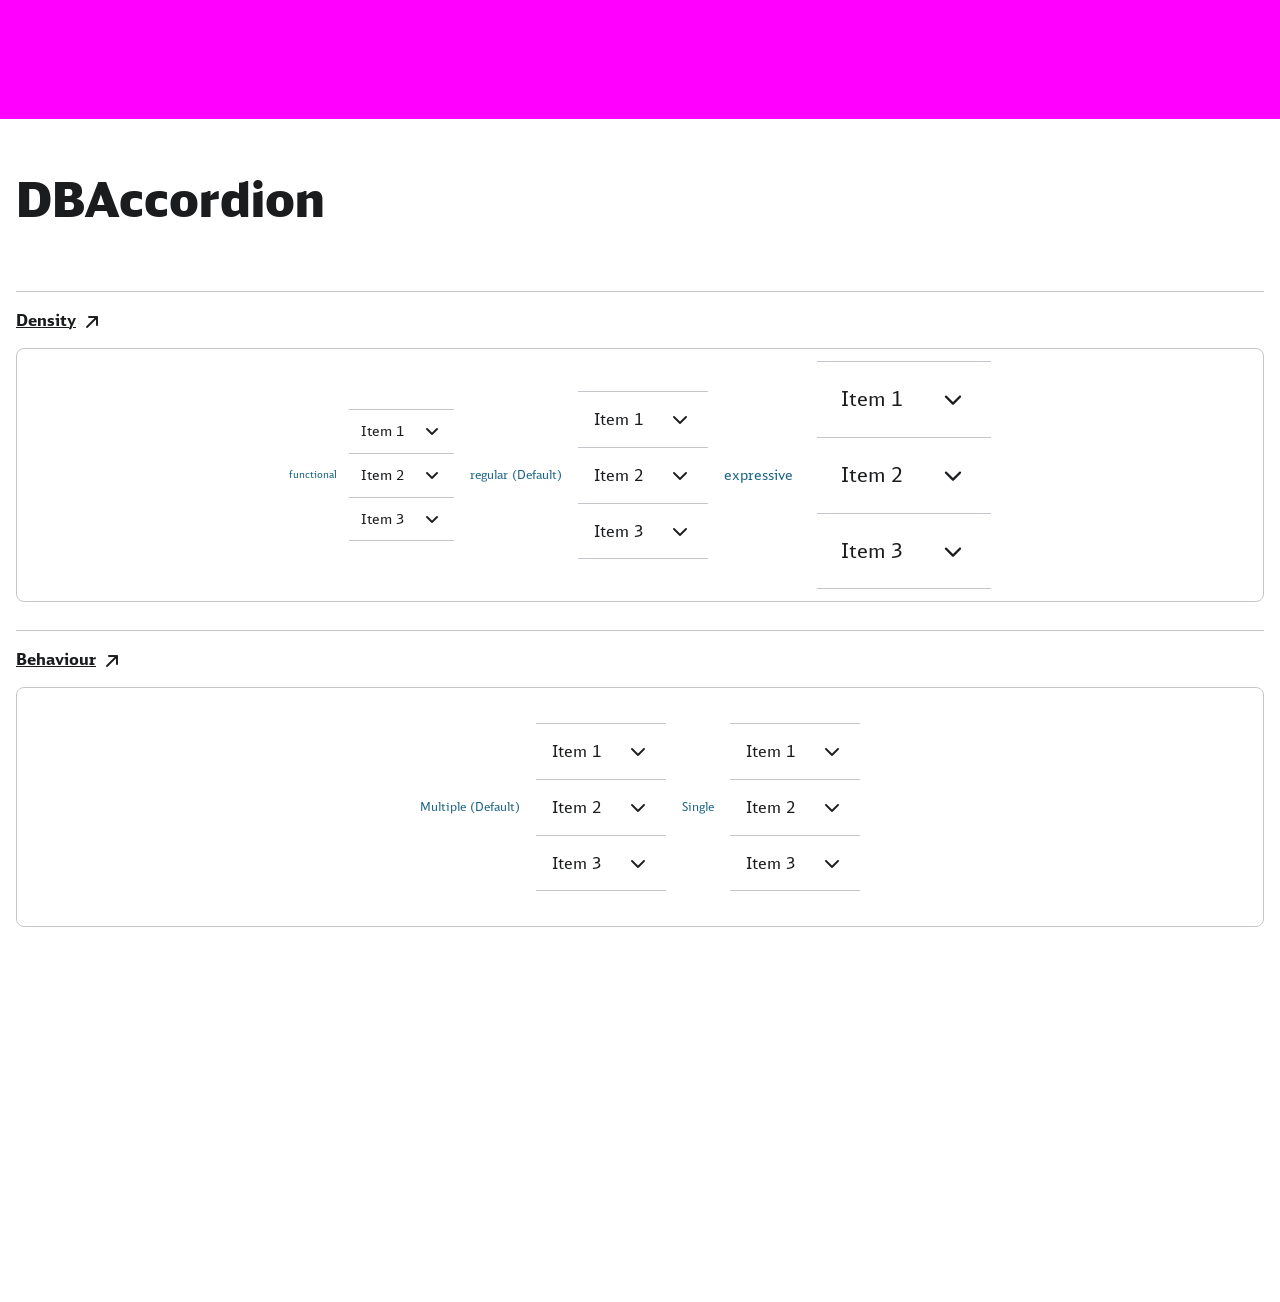 DBAccordion
Density
functional
Item 1
Item 2
Item 3
regular (Default)
Item 1
Item 2
Item 3
expressive
Item 1
Item 2
Item 3
Behaviour
Multiple (Default)
Item 1
Item 2
Item 3
Single
Item 1
Item 2
Item 3